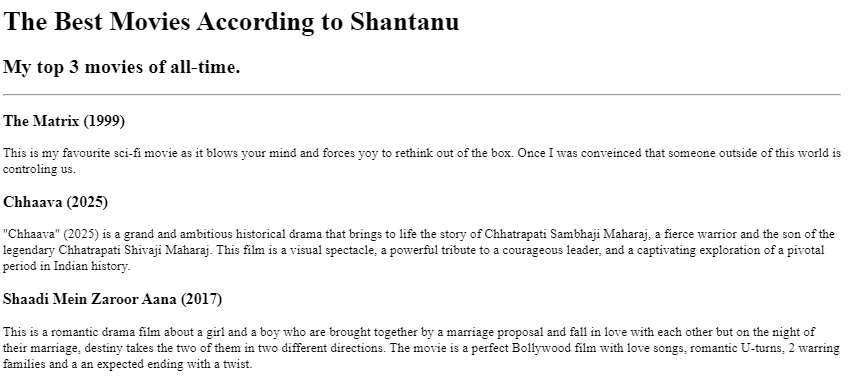 The Best Movies According to Shantanu
My top 3 movies of all-time.
The Matrix (1999)
This is my favourite sci-fi movie as it blows your mind and forces yoy to rethink out of the box. Once I was conveinced that someone outside of this world is
controling us.
Chhaava (2025)
"Chhaava" (2025) is a grand and ambitious historical drama that brings to life the story of Chhatrapati Sambhaji Maharaj, a fierce warrior and the son of the
legendary Chhatrapati Shivaji Maharaj. This film is a visual spectacle, a powerful tribute to a courageous leader, and a captivating exploration of a pivotal
period in Indian history.
Shaadi Mein Zaroor Aana (2017)
This is a romantic drama film about a girl and a boy who are brought together by a marriage proposal and fall in love with each other but on the night of
their marriage, destiny takes the two of them in two different directions. The movie is a perfect Bollywood film with love songs, romantic U-turns, 2 warring
families and a an expected ending with a twist.